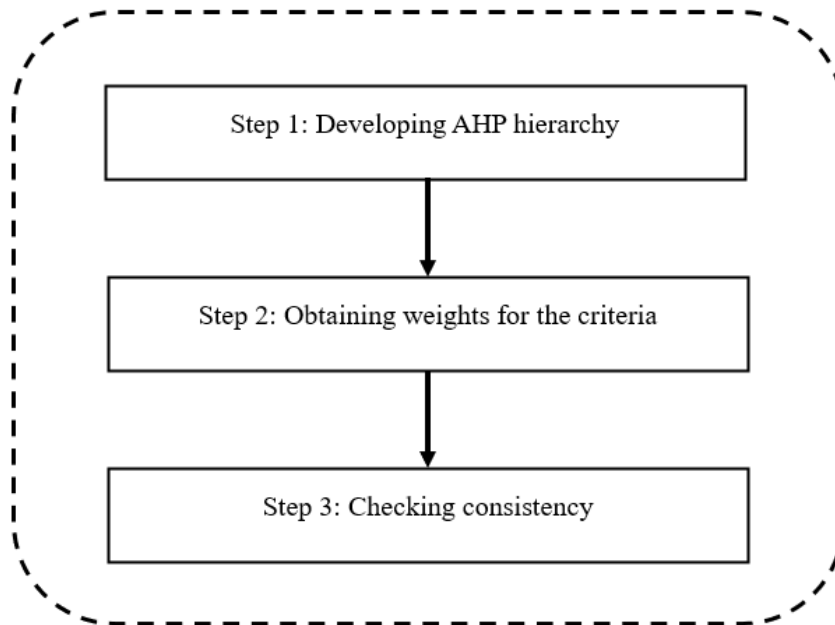 Step 1: Developing AHP hierarchy
Step 2: Obtaining weights for the criteria
Step 3: Checking consistency